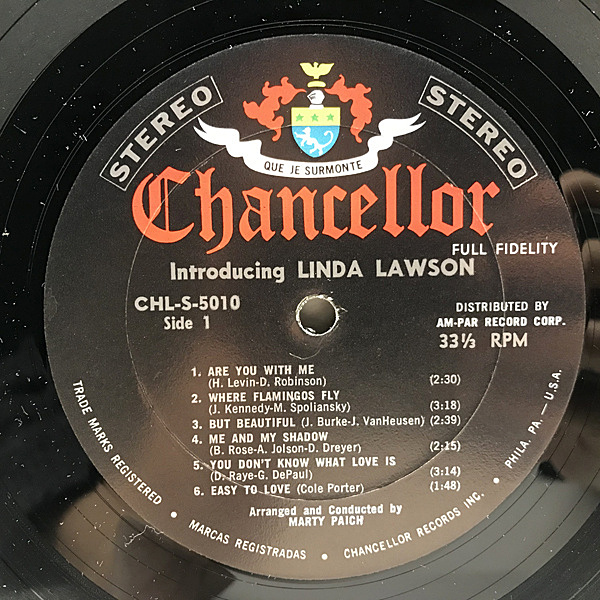 STEREO
STEREO
QUE JE SURMONTE
Chancellor
FULL FIDELITY
Introducing LINDA LAWSON
CHL-S-5010
Side 1
DISTRIBUTED BY
AM-PAR RECORD CORP.
33⅓ RPM
1. ARE YOU WITH ME
(H. Levin-D. Robinson) (2:30)
2. WHERE FLAMINGOS FLY
(J. Kennedy-M. Spoliansky) (3:18)
3. BUT BEAUTIFUL (J. Burke-J. VanHeusen) (2:39)
4. ME AND MY SHADOW
(B. Rose-A. Jolson-D. Dreyer) (2:15)
5. YOU DON'T KNOW WHAT LOVE IS
(D. Raye-G. DePaul) (3:14)
6. EASY TO LOVE (Cole Porter) (1:48)
Arranged and Conducted by
MARTY PAICH
TRADE MARKS REGISTERED • MARCAS REGISTRADAS • CHANCELLOR RECORDS INC. • PHILA. PA. — U.S.A.